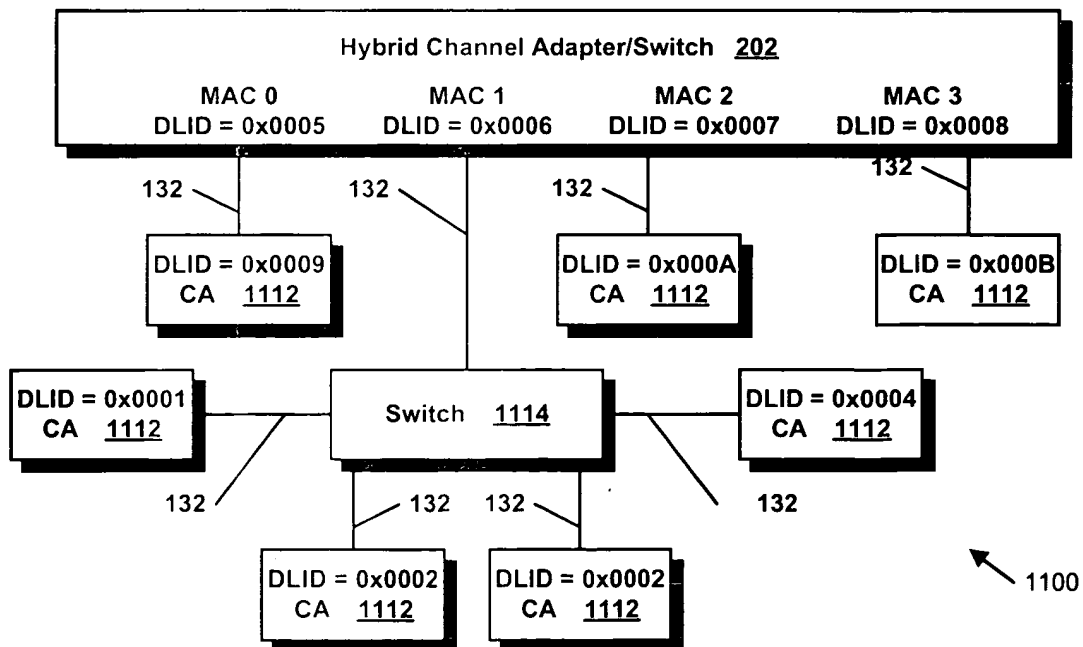 Hybrid Channel Adapter/Switch 202
MAC 0
DLID = 0x0005
MAC 1
DLID = 0x0006
MAC 2
DLID = 0x0007
MAC 3
DLID = 0x0008
132
132
132
132
DLID = 0x0009
CA 1112
DLID = 0x000A
CA 1112
DLID = 0x000B
CA 1112
DLID = 0x0001
CA 1112
Switch 1114
DLID = 0x0004
CA 1112
132
132
132
132
DLID = 0x0002
CA 1112
DLID = 0x0002
CA 1112
1100